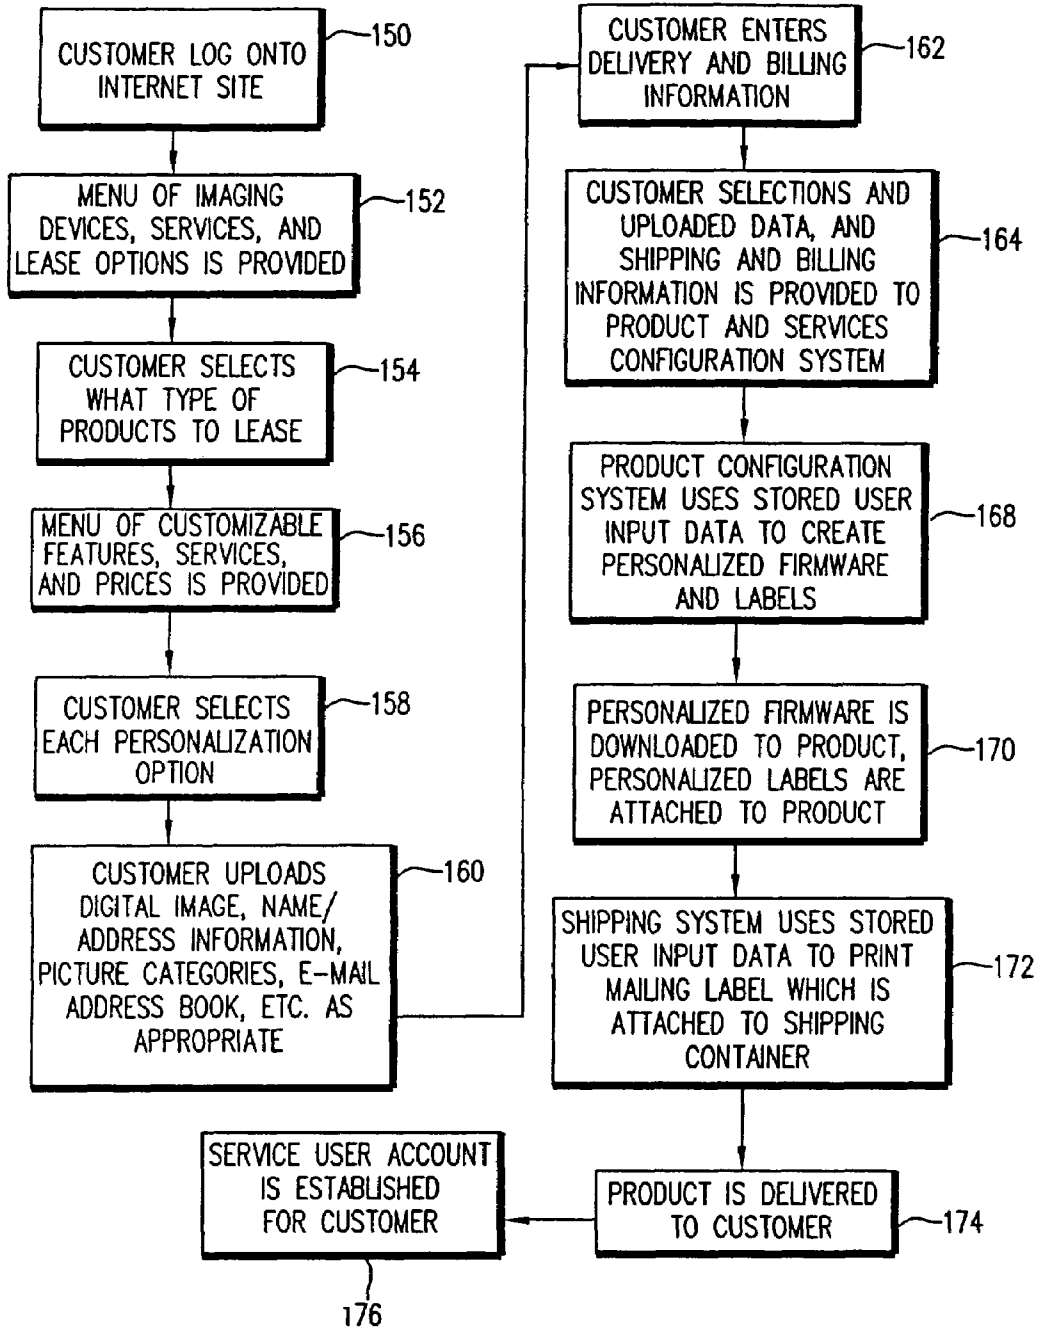 CUSTOMER LOG ONTO
INTERNET SITE
150
MENU OF IMAGING
DEVICES, SERVICES, AND
LEASE OPTIONS IS PROVIDED
152
CUSTOMER SELECTS
WHAT TYPE OF
PRODUCTS TO LEASE
154
MENU OF CUSTOMIZABLE
FEATURES, SERVICES,
AND PRICES IS PROVIDED
156
CUSTOMER SELECTS
EACH PERSONALIZATION
OPTION
158
CUSTOMER UPLOADS
DIGITAL IMAGE, NAME/
ADDRESS INFORMATION,
PICTURE CATEGORIES, E-MAIL
ADDRESS BOOK, ETC. AS
APPROPRIATE
160
CUSTOMER ENTERS
DELIVERY AND BILLING
INFORMATION
162
CUSTOMER SELECTIONS AND
UPLOADED DATA, AND
SHIPPING AND BILLING
INFORMATION IS PROVIDED TO
PRODUCT AND SERVICES
CONFIGURATION SYSTEM
164
PRODUCT CONFIGURATION
SYSTEM USES STORED USER
INPUT DATA TO CREATE
PERSONALIZED FIRMWARE
AND LABELS
168
PERSONALIZED FIRMWARE IS
DOWNLOADED TO PRODUCT,
PERSONALIZED LABELS ARE
ATTACHED TO PRODUCT
170
SHIPPING SYSTEM USES STORED
USER INPUT DATA TO PRINT
MAILING LABEL WHICH IS
ATTACHED TO SHIPPING
CONTAINER
172
PRODUCT IS DELIVERED
TO CUSTOMER
174
SERVICE USER ACCOUNT
IS ESTABLISHED
FOR CUSTOMER
176